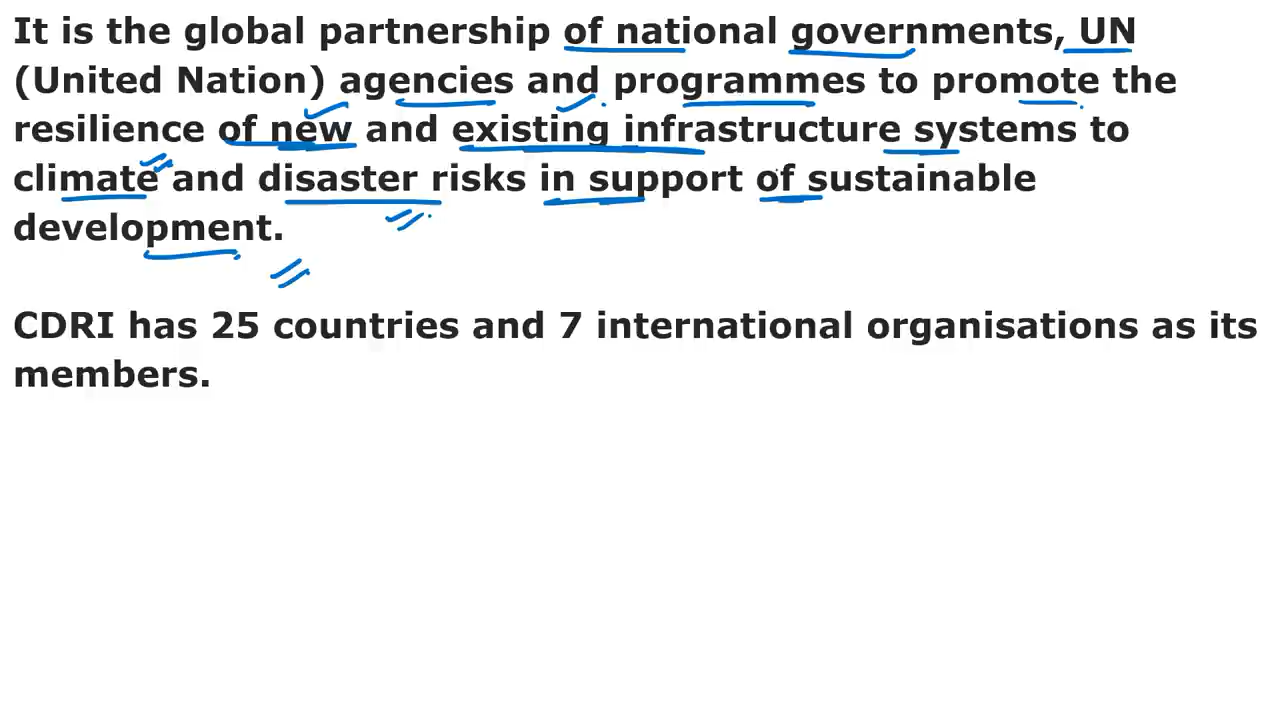 It is the global partnership of national governments, UN
(United Nation) agencies and programmes to promote the
resilience of new and existing infrastructure systems to
climate and disaster risks in support of sustainable
development.
CDRI has 25 countries and 7 international organisations as its
members.